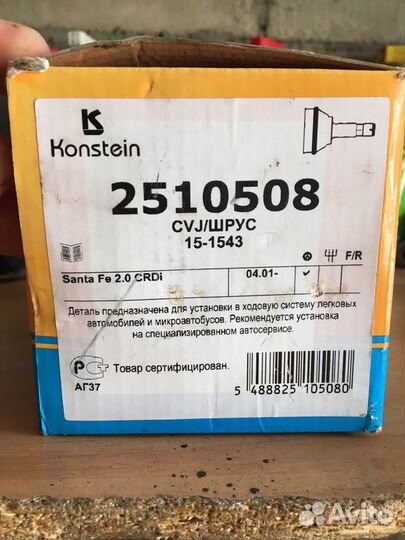 Konstein
2510508
CVJ/ШРУС
15-1543
F/R
Santa Fe 2.0 CRDi 04.01-
Деталь предназначена для установки в ходовую систему легковых
автомобилей и микроавтобусов. Рекомендуется установка
на специализированном автосервисе.
Товар сертифицирован.
АГ37
5 488825 105080
Avito